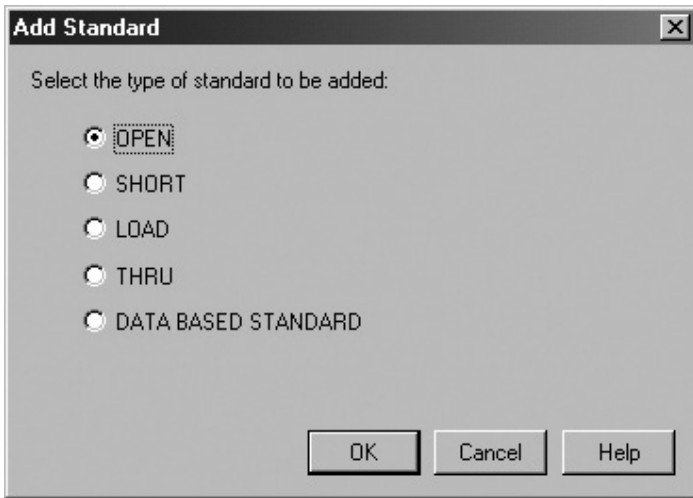 Add Standard
Select the type of standard to be added:
OPEN
SHORT
LOAD
THRU
DATA BASED STANDARD
OK Cancel Help